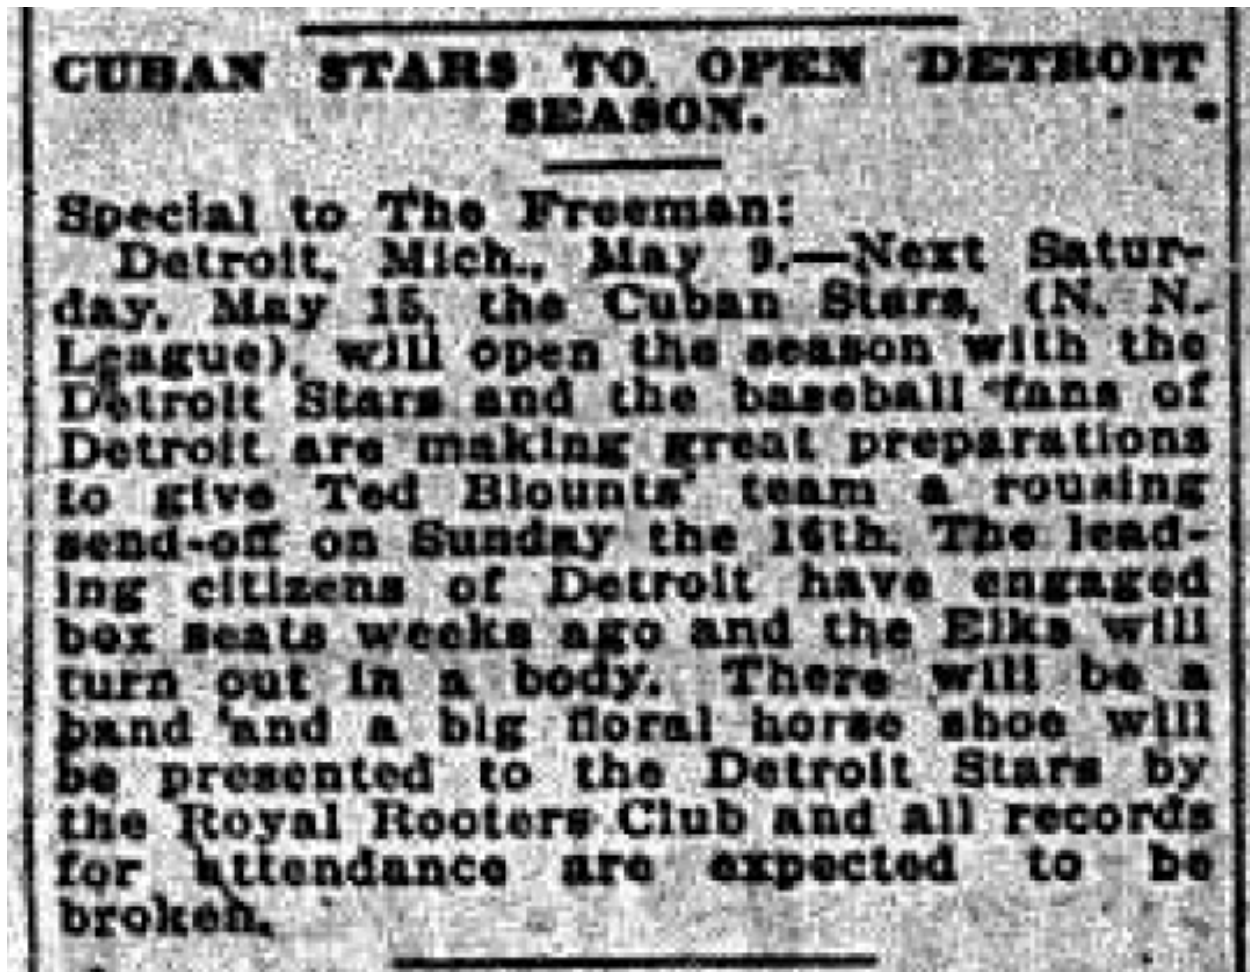 CUBAN STARS TO OPEN DETROIT
SEASON.
Special to The Freeman:
Detroit, Mich., May 9.—Next Satur-
day, May 15, the Cuban Stars, (N. N.
League), will open the season with the
Detroit Stars and the baseball fans of
Detroit are making great preparations
to give Ted Blounts' team a rousing
send-off on Sunday the 16th. The lead-
ing citizens of Detroit have engaged
box seats weeks ago and the Elks will
turn out in a body. There will be a
band and a big floral horse shoe will
be presented to the Detroit Stars by
the Royal Rooters Club and all records
for attendance are expected to be
broken.